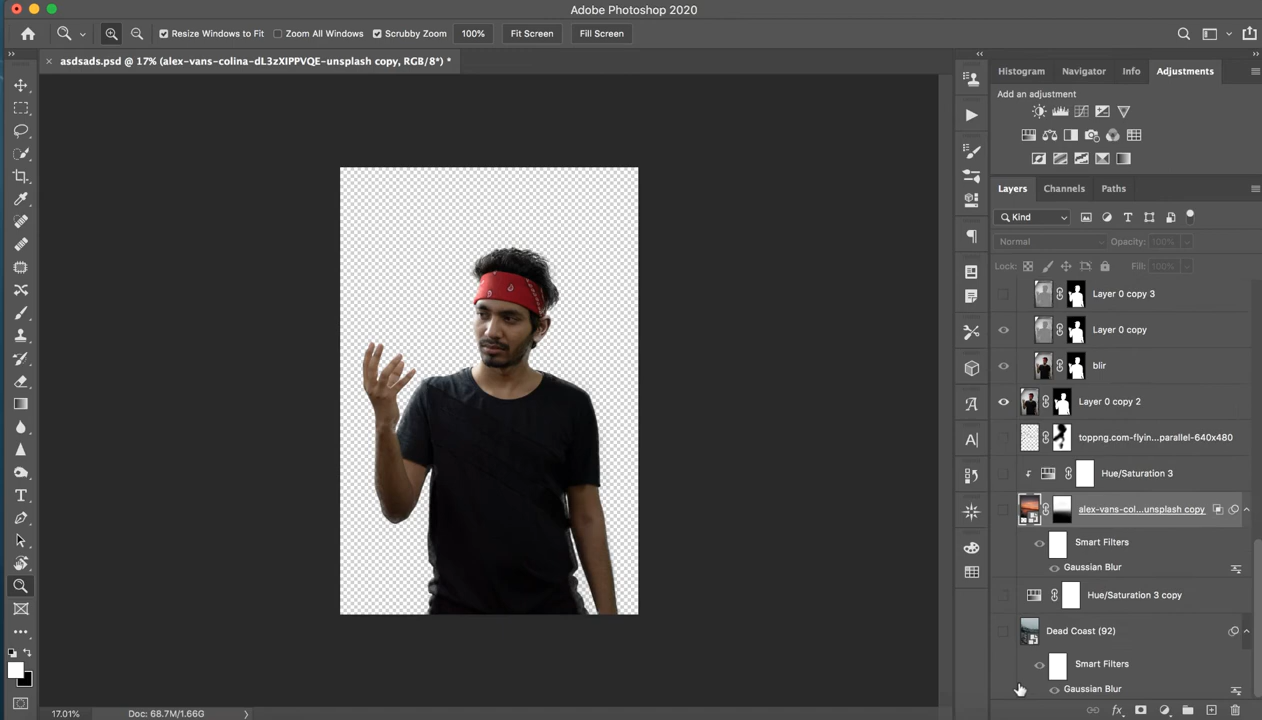 Adobe Photoshop 2020
Resize Windows to Fit Zoom All Windows Scrubby Zoom 100% Fit Screen Fill Screen
asdsads.psd @ 17% (alex-vans-colina-dL3zXIPPVQE-unsplash copy, RGB/8*) *
Histogram Navigator Info Adjustments
Add an adjustment
Layers Channels Paths
Kind
Normal Opacity: 100%
Lock: Fill: 100%
Layer 0 copy 3
Layer 0 copy
blir
Layer 0 copy 2
toppng.com-flyin...parallel-640x480
Hue/Saturation 3
alex-vans-col...unsplash copy
Smart Filters
Gaussian Blur
Hue/Saturation 3 copy
Dead Coast (92)
Smart Filters
Gaussian Blur
17.01% Doc: 68.7M/1.66G